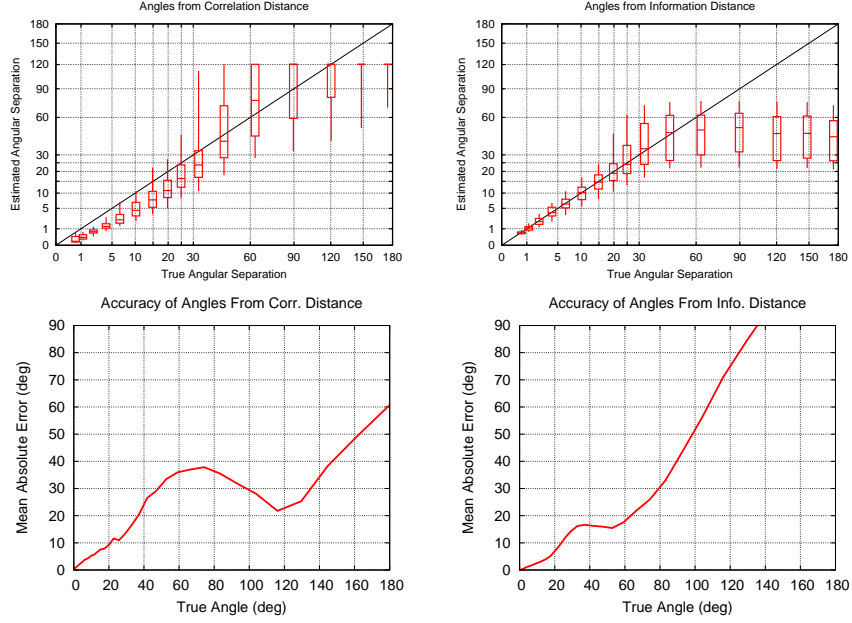 Angles from Correlation Distance
Estimated Angular Separation
180
150
120
90
60
30
20
10
5
1
0
0 1 5 10 15 20 25 30 60 90 120 150 180
True Angular Separation
Angles from Information Distance
Estimated Angular Separation
180
150
120
90
60
30
20
10
5
1
0
0 1 5 10 15 20 25 30 60 90 120 150 180
True Angular Separation
Accuracy of Angles From Corr. Distance
Mean Absolute Error (deg)
90
80
70
60
50
40
30
20
10
0
0 20 40 60 80 100 120 140 160 180
True Angle (deg)
Accuracy of Angles From Info. Distance
Mean Absolute Error (deg)
90
80
70
60
50
40
30
20
10
0
0 20 40 60 80 100 120 140 160 180
True Angle (deg)